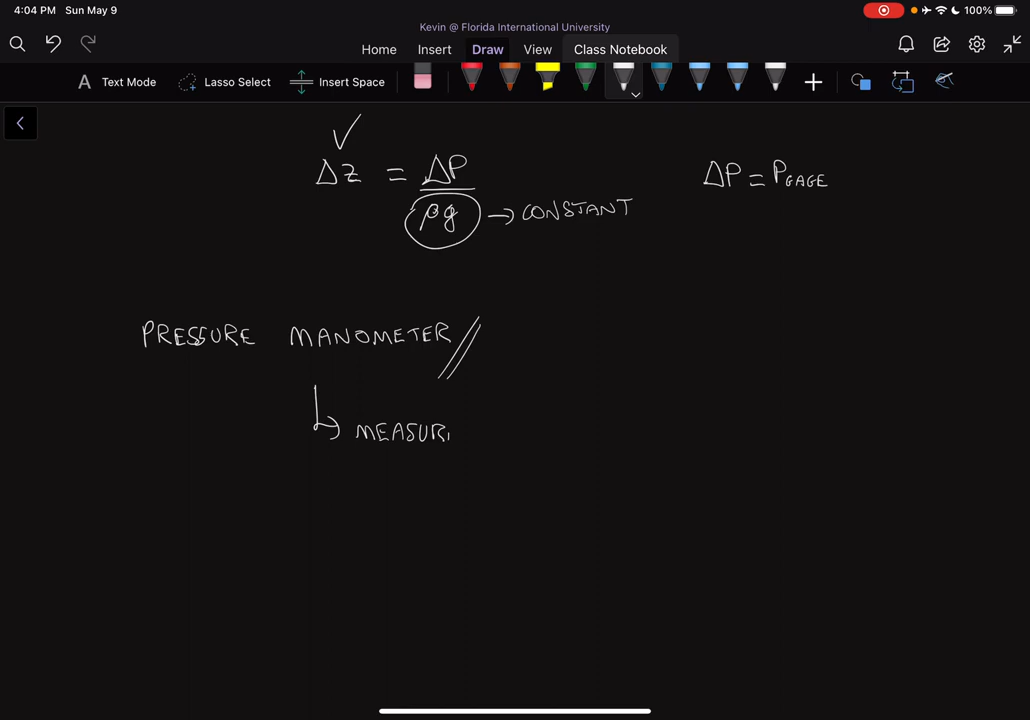 4:04 PM Sun May 9
100%
Kevin @ Florida International University
Home Insert Draw View Class Notebook
Text Mode Lasso Select Insert Space
Δz = ΔP
ρg → CONSTANT
ΔP = PGAGE
PRESSURE MANOMETER //
↳ MEASURI